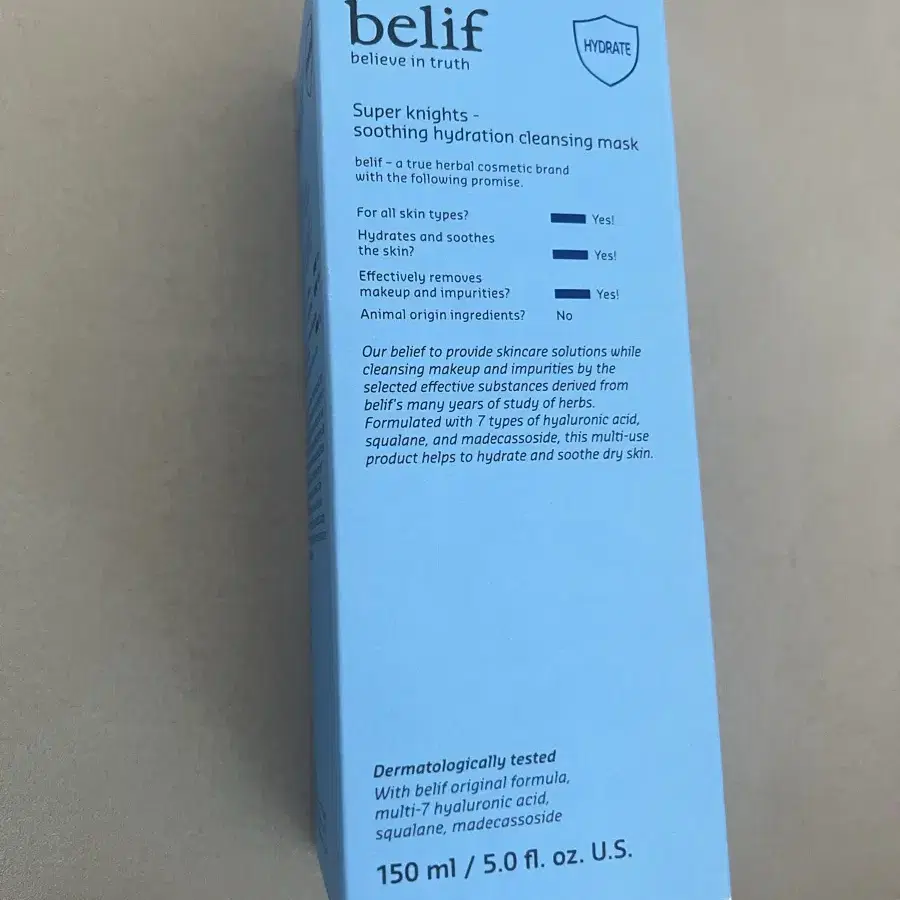 belif
believe in truth
HYDRATE
Super knights -
soothing hydration cleansing mask
belif – a true herbal cosmetic brand
with the following promise.
For all skin types? Yes!
Hydrates and soothes
the skin? Yes!
Effectively removes
makeup and impurities? Yes!
Animal origin ingredients? No
Our belief to provide skincare solutions while
cleansing makeup and impurities by the
selected effective substances derived from
belif's many years of study of herbs.
Formulated with 7 types of hyaluronic acid,
squalane, and madecassoside, this multi-use
product helps to hydrate and soothe dry skin.
Dermatologically tested
With belif original formula,
multi-7 hyaluronic acid,
squalane, madecassoside
150 ml / 5.0 fl. oz. U.S.